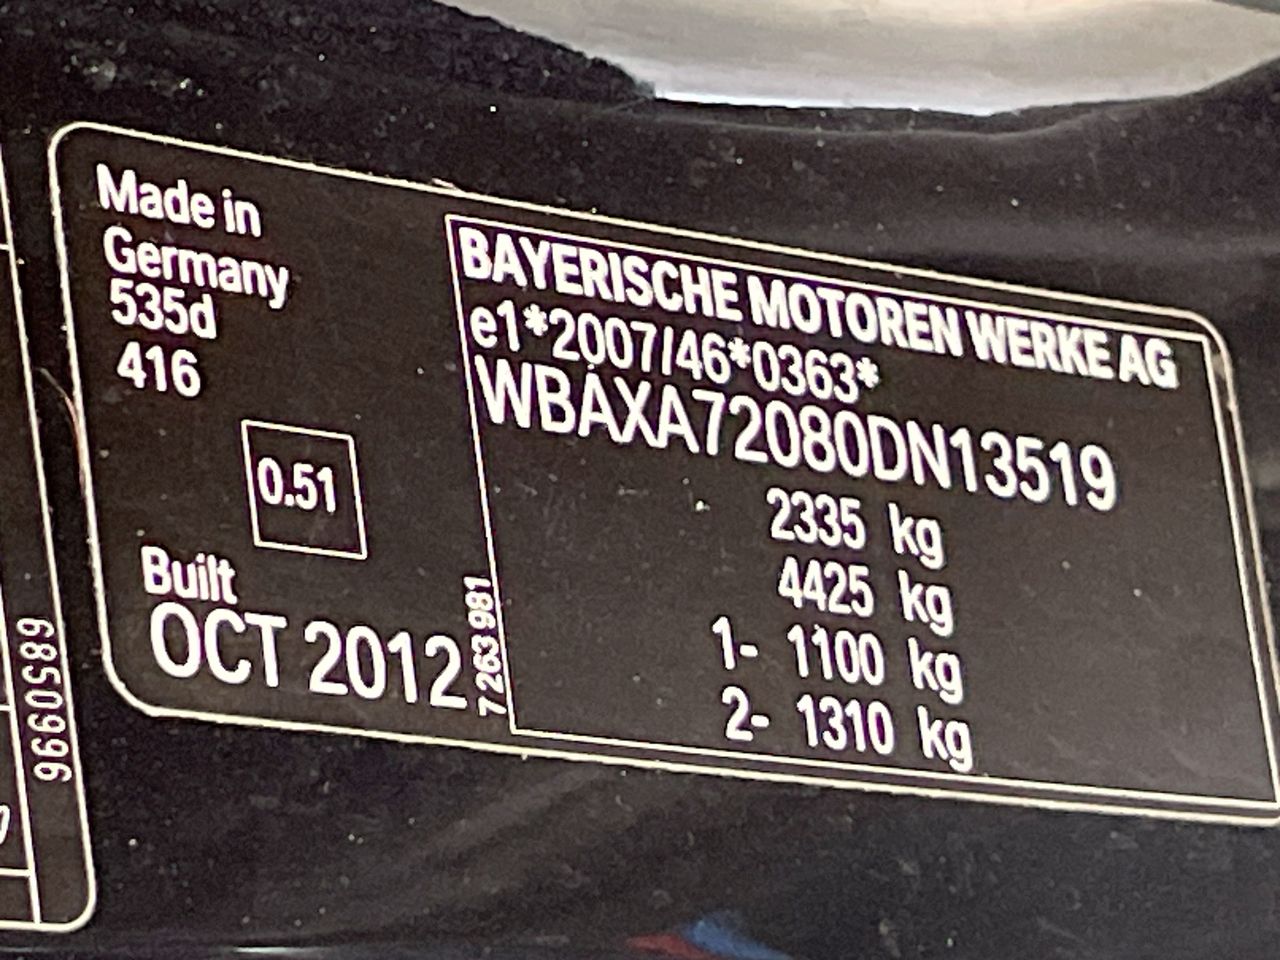 Made in
Germany
535d
416
0.51
Built
OCT 2012
7 263 981
BAYERISCHE MOTOREN WERKE AG
e1*2007/46*0363*
WBAXA72080DN13519
2335 kg
4425 kg
1- 1100 kg
2- 1310 kg
6850996